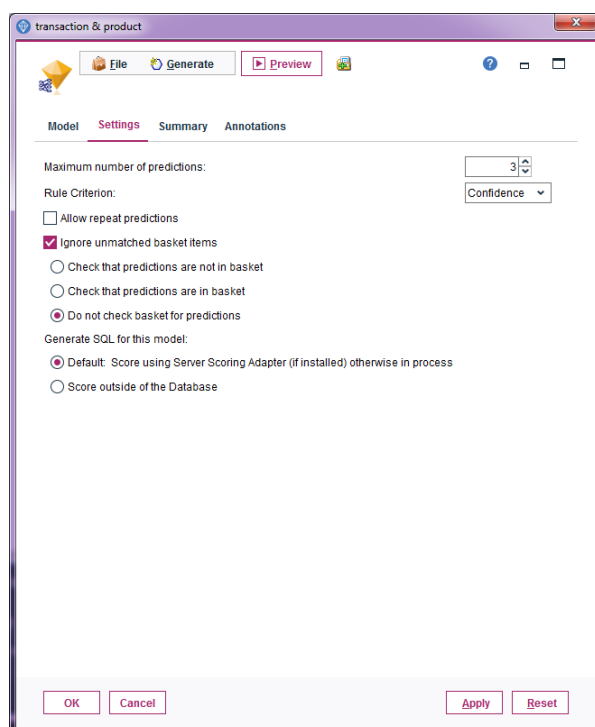 transaction & product
File Generate Preview
Model Settings Summary Annotations
Maximum number of predictions: 3
Rule Criterion: Confidence
Allow repeat predictions
Ignore unmatched basket items
Check that predictions are not in basket
Check that predictions are in basket
Do not check basket for predictions
Generate SQL for this model:
Default: Score using Server Scoring Adapter (if installed) otherwise in process
Score outside of the Database
OK Cancel Apply Reset